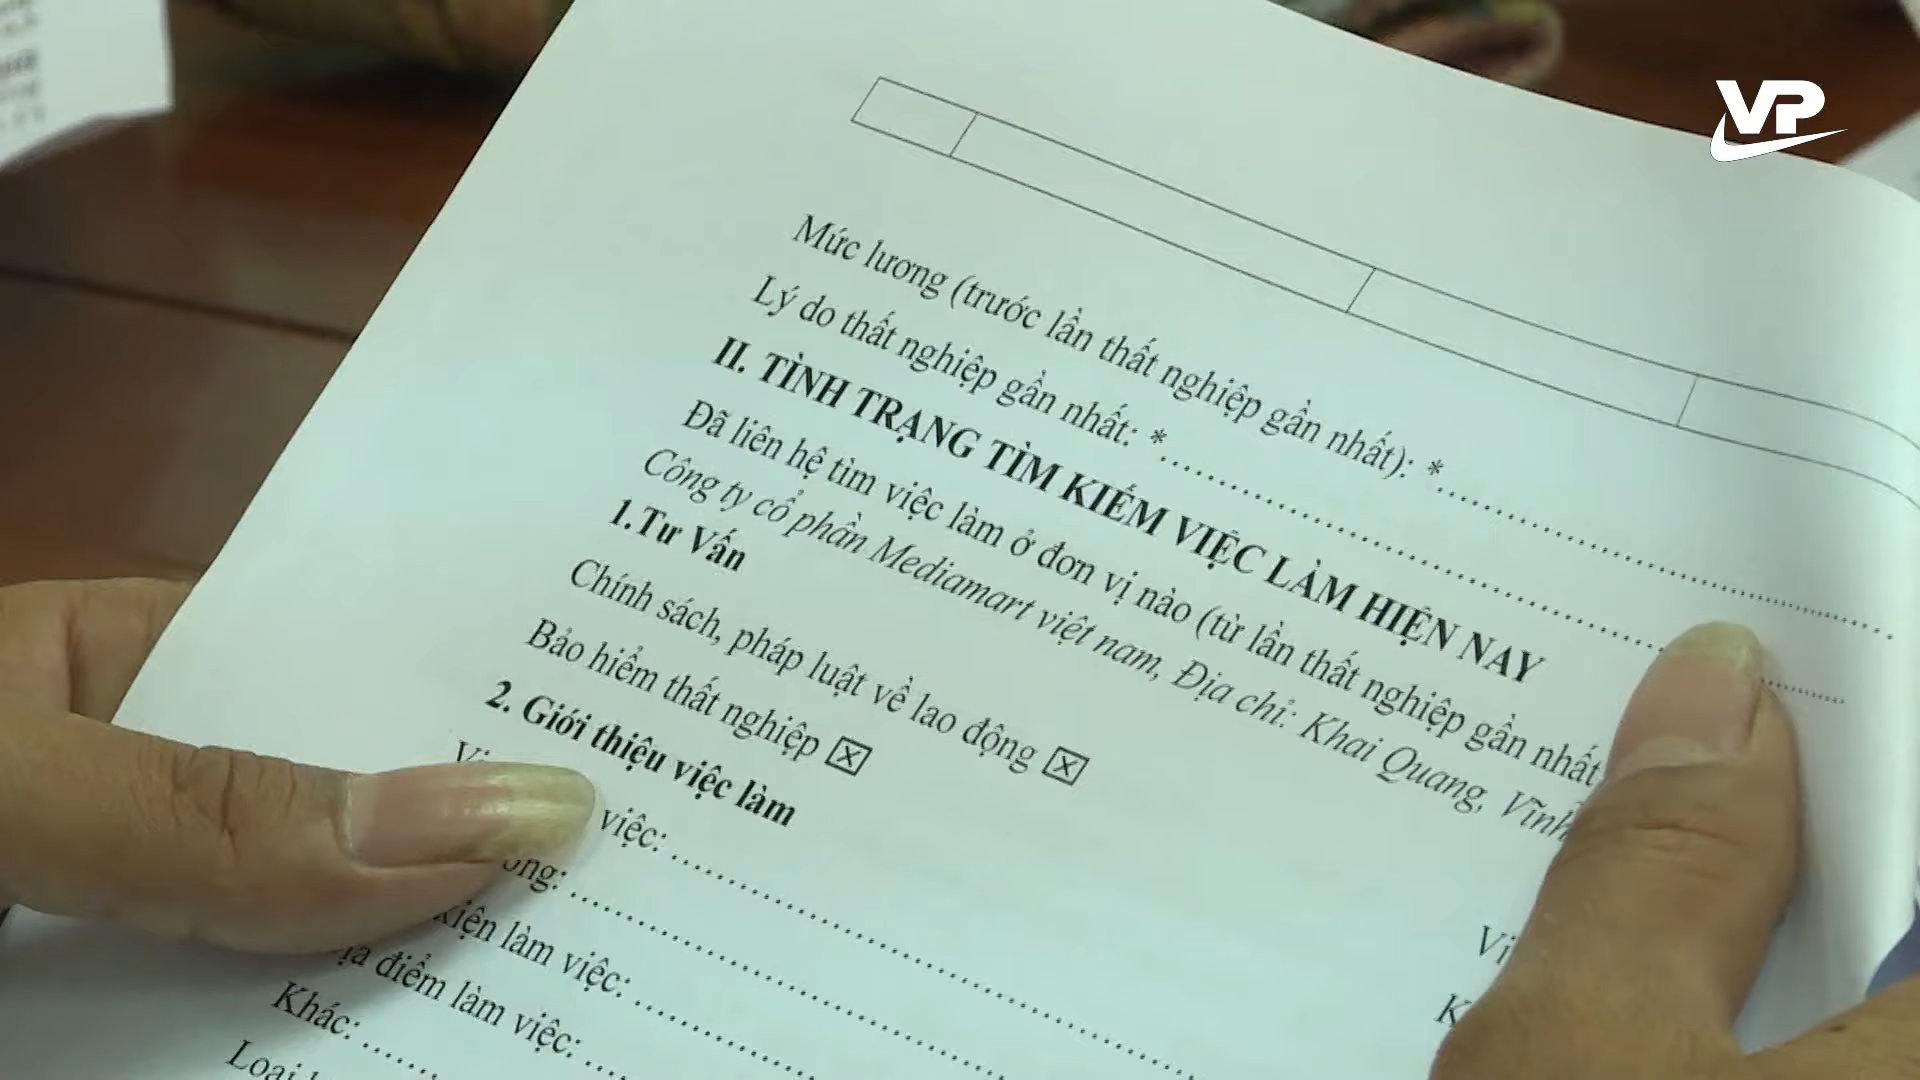 VP
Mức lương (trước lần thất nghiệp gần nhất): *........................................
Lý do thất nghiệp gần nhất: *........................................
II. TÌNH TRẠNG TÌM KIẾM VIỆC LÀM HIỆN NAY
Đã liên hệ tìm việc làm ở đơn vị nào (từ lần thất nghiệp gần nhất
Công ty cổ phần Mediamart việt nam, Địa chỉ: Khai Quang, Vĩnh
1.Tư Vấn
Chính sách, pháp luật về lao động ☒
Bảo hiểm thất nghiệp ☒
2. Giới thiệu việc làm
việc: ........................................
làm việc: ........................................
điểm làm việc: .....
Khác: .......